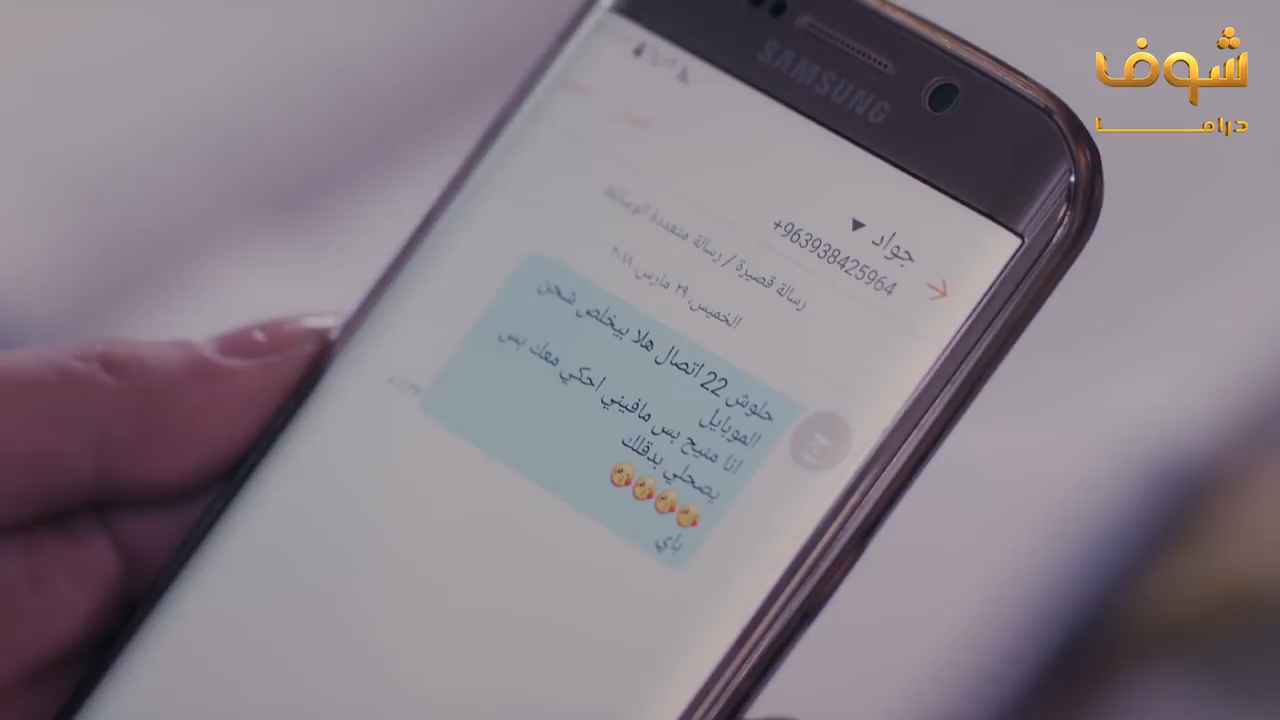 شوف
دراما
SAMSUNG
جواد
+963938425964
رسالة قصيرة / رسالة متعددة الوسائط
الخميس، ٢٩ مارس، ٢٠١٨
حلوش 22 اتصال هلا بيخلص شحن
الموبايل
انا منيح بس مافيني احكي معك بس
يصحلي بدقلك
😘😘😘😘
باي
ج